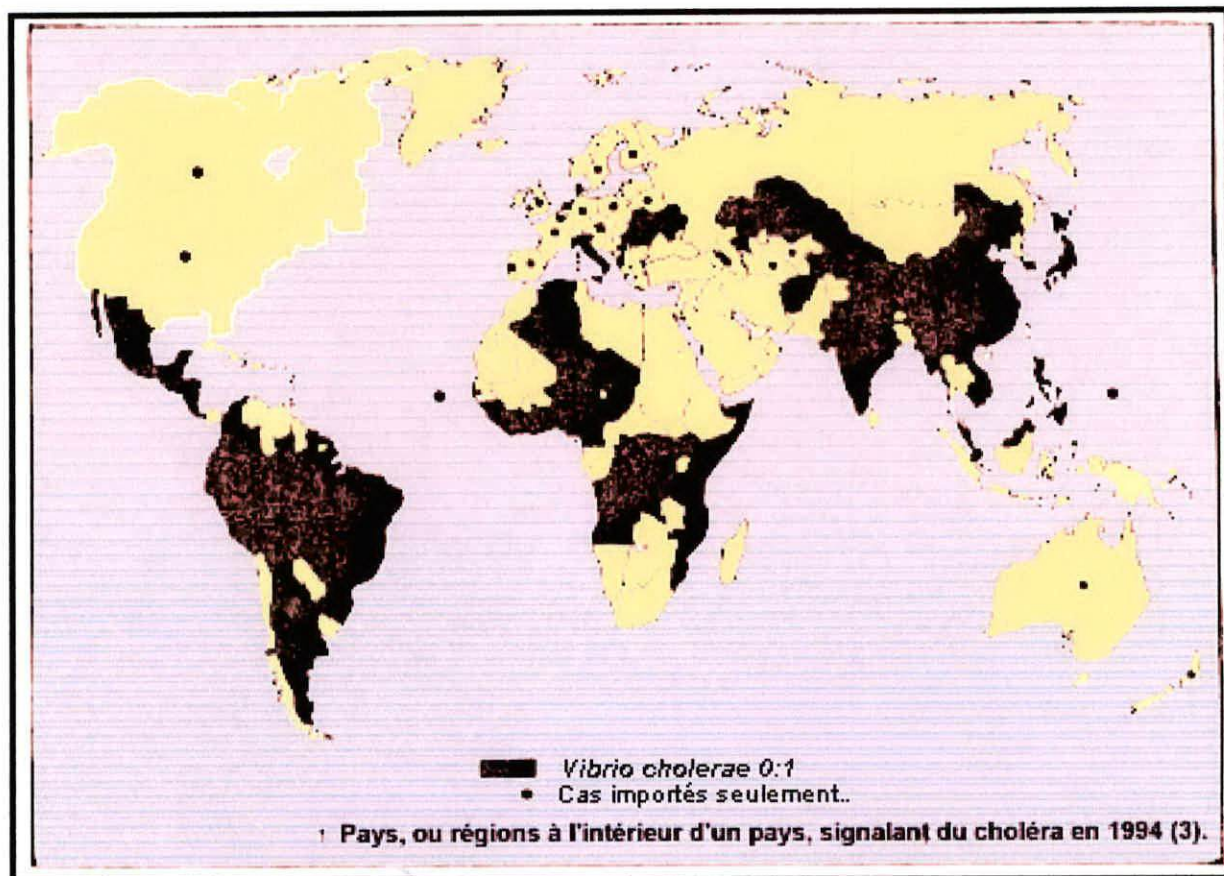 Vibrio cholerae 0:1
Cas importés seulement..
Pays, ou régions à l'intérieur d'un pays, signalant du choléra en 1994 (3).